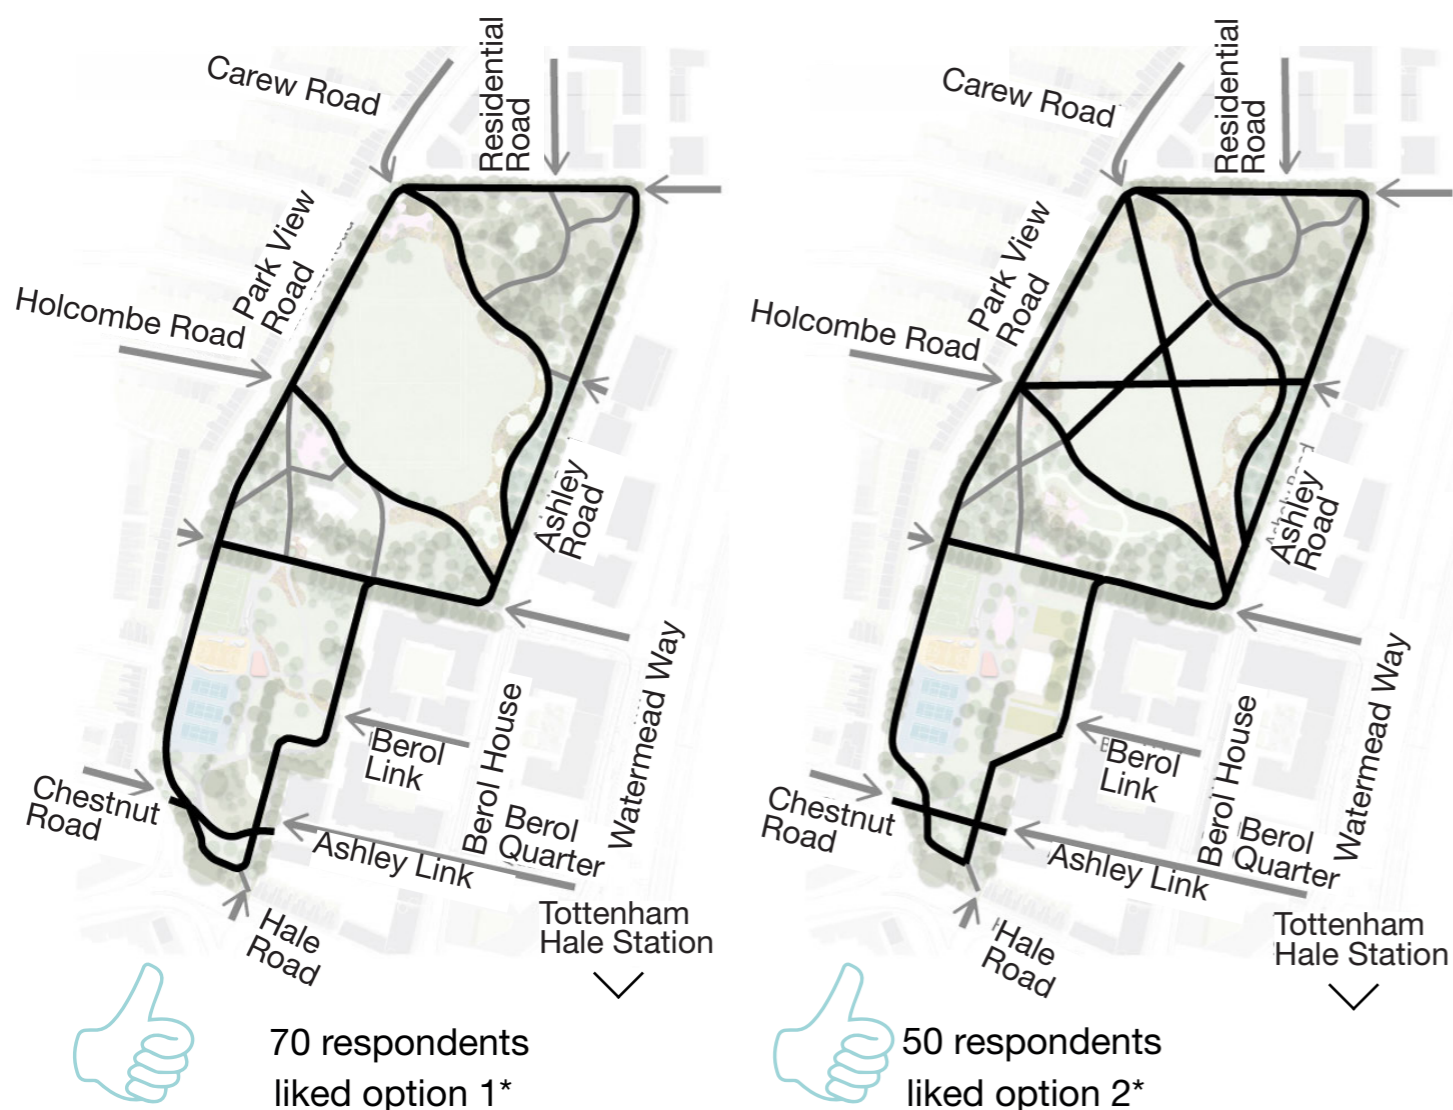 Carew Road
Residential
Road
Park View
Road
Holcombe Road
Ashley
Road
Watermead Way
Berol House
Berol
Link
Chestnut
Road
Berol
Quarter
Ashley Link
Hale
Road
Tottenham
Hale Station
70 respondents
liked option 1*
Carew Road
Residential
Road
Park View
Road
Holcombe Road
Ashley Road
Ashley
Road
Watermead Way
Berol House
Berol
Link
Chestnut
Road
Berol
Quarter
Ashley Link
Hale
Road
Tottenham
Hale Station
50 respondents
liked option 2*